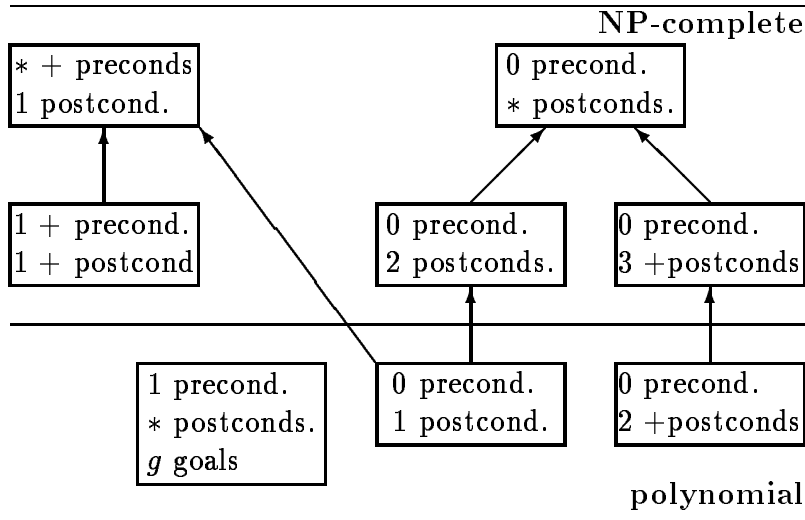 NP-complete
* + preconds
1 postcond.
0 precond.
* postconds.
1 + precond.
1 + postcond
0 precond.
2 postconds.
0 precond.
3 +postconds
1 precond.
* postconds.
g goals
0 precond.
1 postcond.
0 precond.
2 +postconds
polynomial